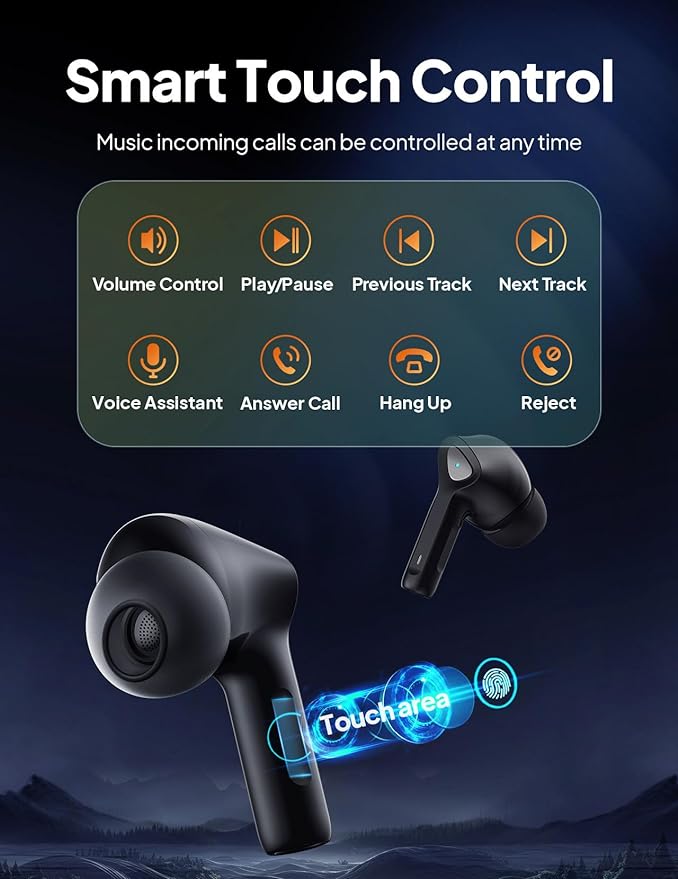 Smart Touch Control
Music incoming calls can be controlled at any time
Volume Control
Play/Pause
Previous Track
Next Track
Voice Assistant
Answer Call
Hang Up
Reject
Touch area